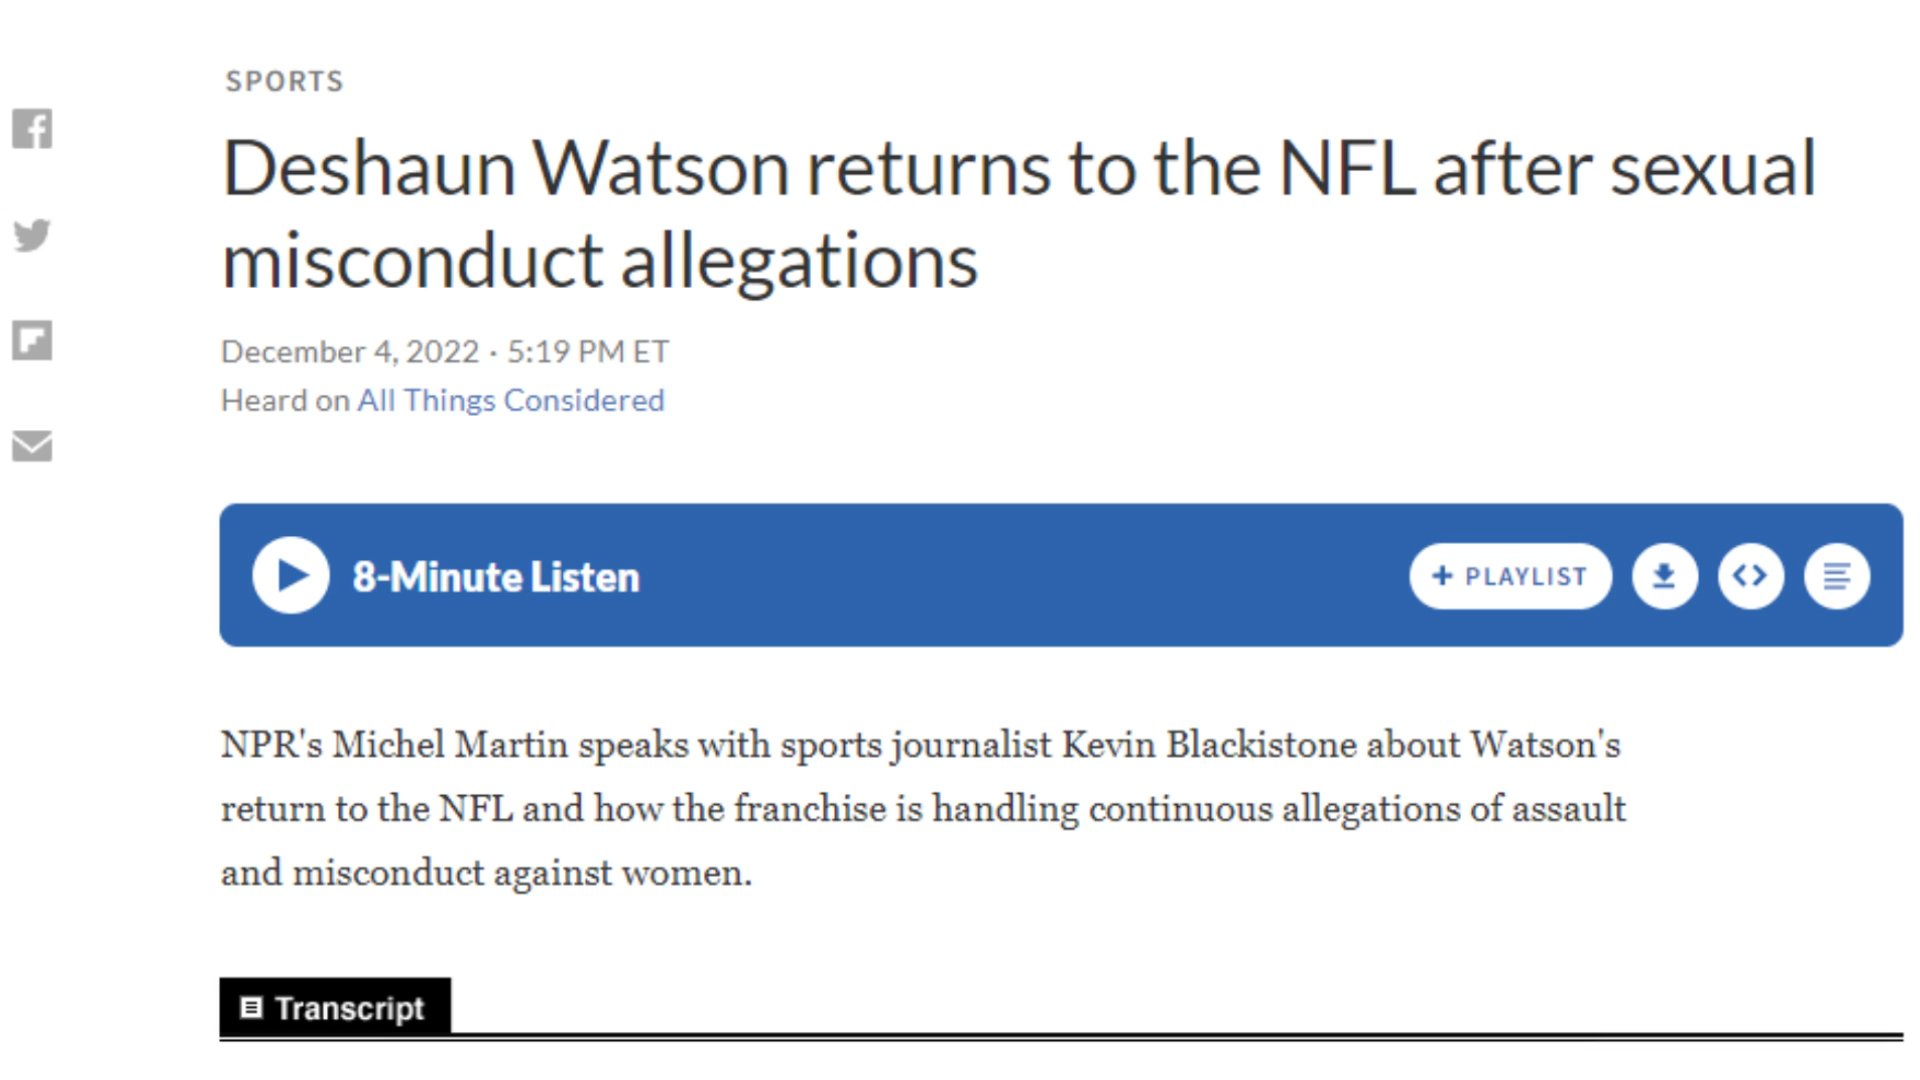 SPORTS
Deshaun Watson returns to the NFL after sexual
misconduct allegations
December 4, 2022 · 5:19 PM ET
Heard on All Things Considered
8-Minute Listen
+ PLAYLIST
NPR's Michel Martin speaks with sports journalist Kevin Blackistone about Watson's
return to the NFL and how the franchise is handling continuous allegations of assault
and misconduct against women.
Transcript